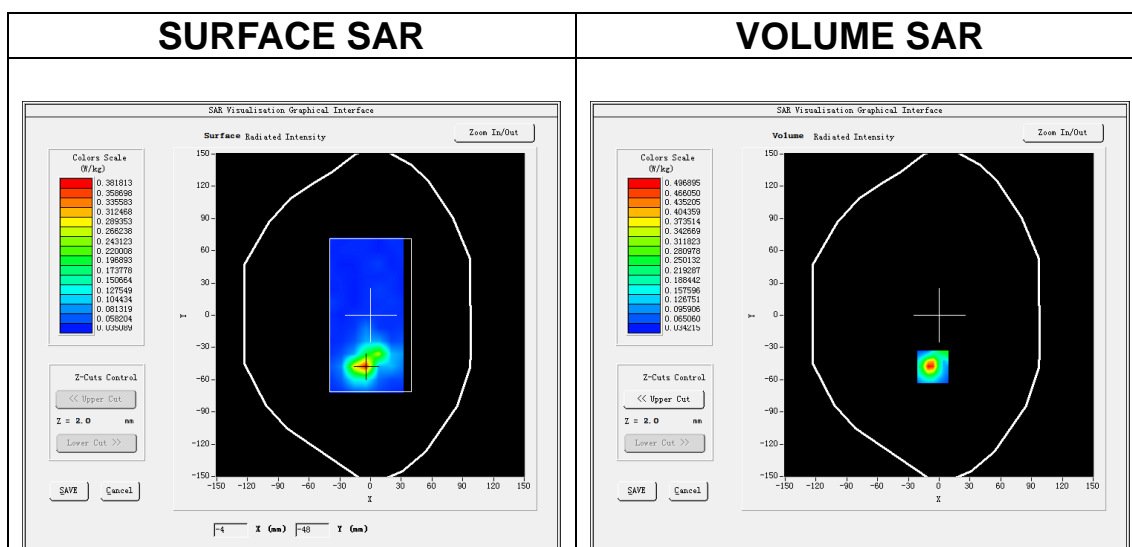 SURFACE SAR
VOLUME SAR
SAR Visualisation Graphical Interface
Surface Radiated Intensity
Zoom In/Out
Colors Scale
(W/kg)
0.381813
0.358698
0.335583
0.312468
0.289353
0.266238
0.243123
0.220008
0.196893
0.173778
0.150664
0.127549
0.104434
0.081319
0.058204
0.035089
150
120
90
60
30
0
-30
-60
-90
-120
-150
Y
-150 -120 -90 -60 -30 0 30 60 90 120 150
X
Z-Cuts Control
<< Upper Cut
Z = 2.0 mm
Lower Cut >>
SAVE Cancel
-4 X (mm) -48 Y (mm)
SAR Visualisation Graphical Interface
Volume Radiated Intensity
Zoom In/Out
Colors Scale
(W/kg)
0.496895
0.466050
0.435205
0.404359
0.373514
0.342669
0.311823
0.280978
0.250132
0.219287
0.188442
0.157596
0.126751
0.095906
0.065060
0.034215
150
120
90
60
30
0
-30
-60
-90
-120
-150
Y
-150 -120 -90 -60 -30 0 30 60 90 120 150
X
Z-Cuts Control
<< Upper Cut
Z = 2.0 mm
Lower Cut >>
SAVE Cancel